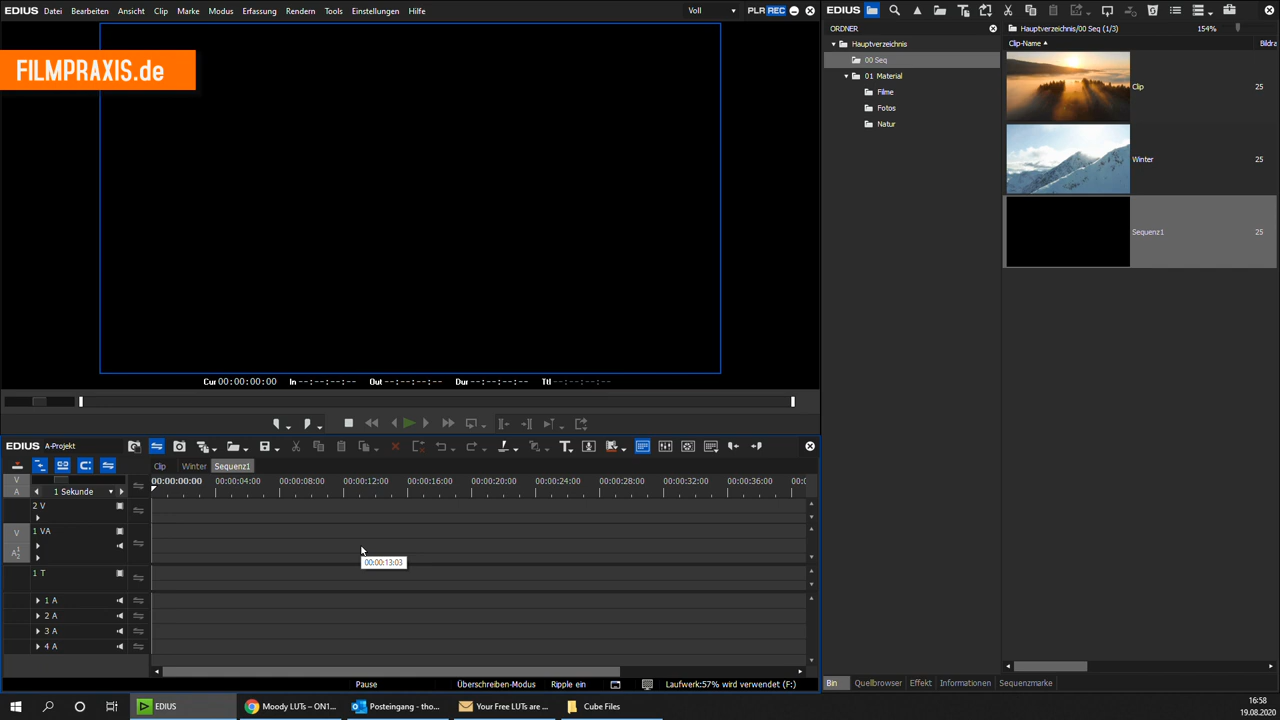 EDIUS Datei Bearbeiten Ansicht Clip Marke Modus Erfassung Rendern Tools Einstellungen Hilfe Voll PLR REC
FILMPRAXIS.de
Cur 00:00:00:00 In --:--:--:-- Out --:--:--:-- Dur --:--:--:-- Ttl --:--:--:--
EDIUS
ORDNER
Hauptverzeichnis
00 Seq
01 Material
Filme
Fotos
Natur
Hauptverzeichnis/00 Seq (1/3) 154%
Clip-Name Bildra
Clip 25
Winter 25
Sequenz1 25
EDIUS A-Projekt
Clip Winter Sequenz1
V
A
1 Sekunde
00:00:00:00 00:00:04:00 00:00:08:00 00:00:12:00 00:00:16:00 00:00:20:00 00:00:24:00 00:00:28:00 00:00:32:00 00:00:36:00 00:0
2 V
V 1 VA
A 1 2
00:00:13:03
1 T
1 A
2 A
3 A
4 A
Pause Überschreiben-Modus Ripple ein Laufwerk:57% wird verwendet (F:)
Bin Quellbrowser Effekt Informationen Sequenzmarke
EDIUS Moody LUTs – ON1... Posteingang - tho... Your Free LUTs are ... Cube Files
16:58
19.08.2020